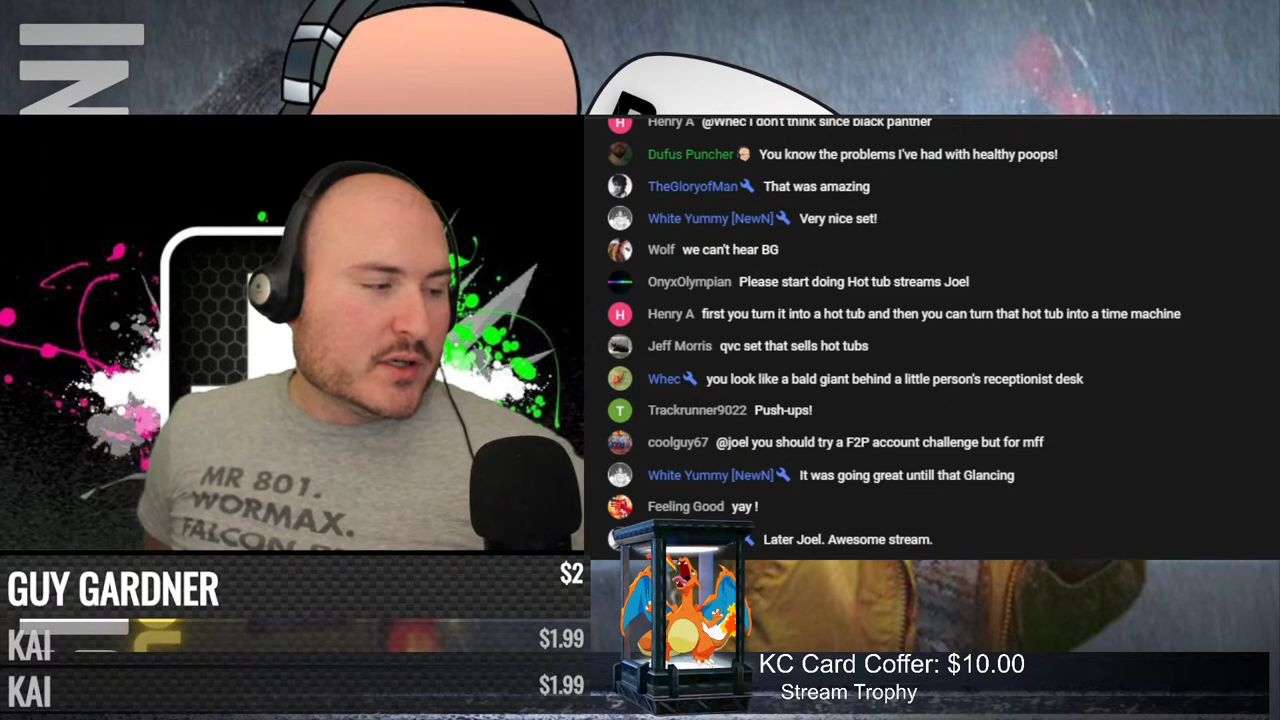 Henry A @Whec I don't think since black panther
Dufus Puncher You know the problems I've had with healthy poops!
TheGloryofMan That was amazing
White Yummy [NewN] Very nice set!
Wolf we can't hear BG
OnyxOlympian Please start doing Hot tub streams Joel
H Henry A first you turn it into a hot tub and then you can turn that hot tub into a time machine
Jeff Morris qvc set that sells hot tubs
Whec you look like a bald giant behind a little person's receptionist desk
T Trackrunner9022 Push-ups!
coolguy67 @joel you should try a F2P account challenge but for mff
White Yummy [NewN] It was going great untill that Glancing
Feeling Good yay !
Later Joel. Awesome stream.
MR 801.
WORMAX.
FALCON
GUY GARDNER $2
KAI $1.99
KAI $1.99
KC Card Coffer: $10.00
Stream Trophy